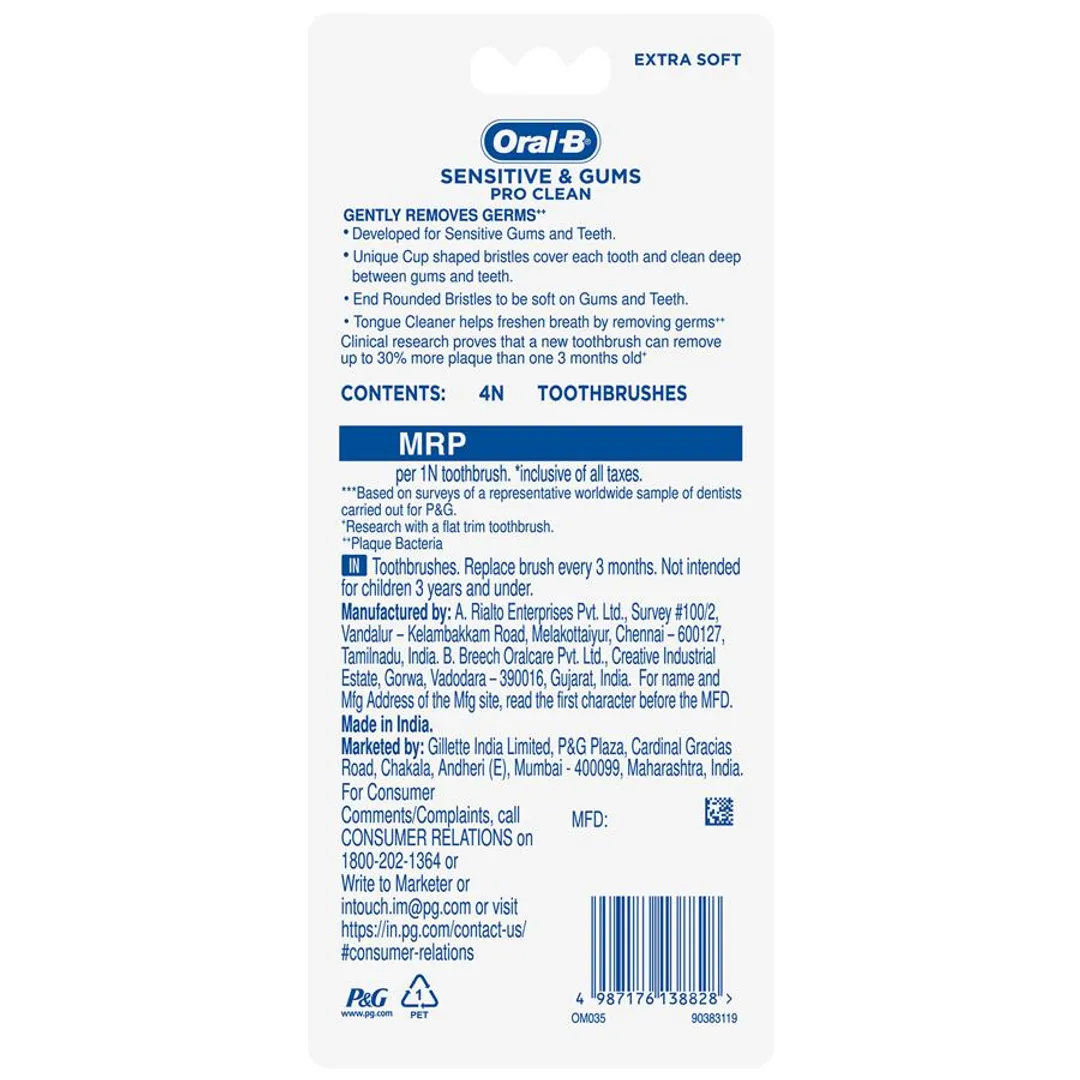 EXTRA SOFT
Oral-B®
SENSITIVE & GUMS
PRO CLEAN
GENTLY REMOVES GERMS++
• Developed for Sensitive Gums and Teeth.
• Unique Cup shaped bristles cover each tooth and clean deep
between gums and teeth.
• End Rounded Bristles to be soft on Gums and Teeth.
• Tongue Cleaner helps freshen breath by removing germs++
Clinical research proves that a new toothbrush can remove
up to 30% more plaque than one 3 months old+
CONTENTS: 4N TOOTHBRUSHES
MRP
per 1N toothbrush. *inclusive of all taxes.
***Based on surveys of a representative worldwide sample of dentists
carried out for P&G.
+Research with a flat trim toothbrush.
++Plaque Bacteria
IN Toothbrushes. Replace brush every 3 months. Not intended
for children 3 years and under.
Manufactured by: A. Rialto Enterprises Pvt. Ltd., Survey #100/2,
Vandalur – Kelambakkam Road, Melakottaiyur, Chennai – 600127,
Tamilnadu, India. B. Breech Oralcare Pvt. Ltd., Creative Industrial
Estate, Gorwa, Vadodara – 390016, Gujarat, India. For name and
Mfg Address of the Mfg site, read the first character before the MFD.
Made in India.
Marketed by: Gillette India Limited, P&G Plaza, Cardinal Gracias
Road, Chakala, Andheri (E), Mumbai - 400099, Maharashtra, India.
For Consumer
Comments/Complaints, call
CONSUMER RELATIONS on
1800-202-1364 or
Write to Marketer or
intouch.im@pg.com or visit
https://in.pg.com/contact-us/
#consumer-relations
MFD:
P&G
www.pg.com
1
PET
4 987176 138828 >
OM035 90383119